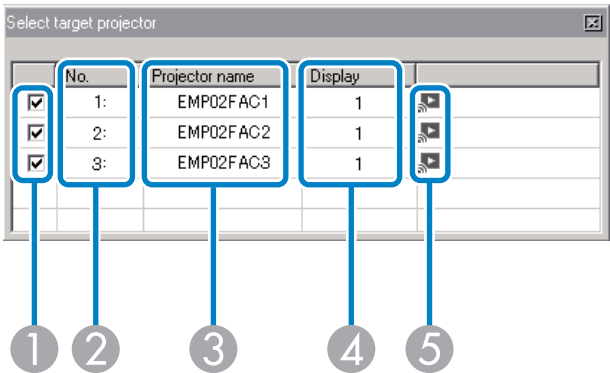 Select target projector
No. Projector name Display
1: EMP02FAC1 1
2: EMP02FAC2 1
3: EMP02FAC3 1
1 2 3 4 5